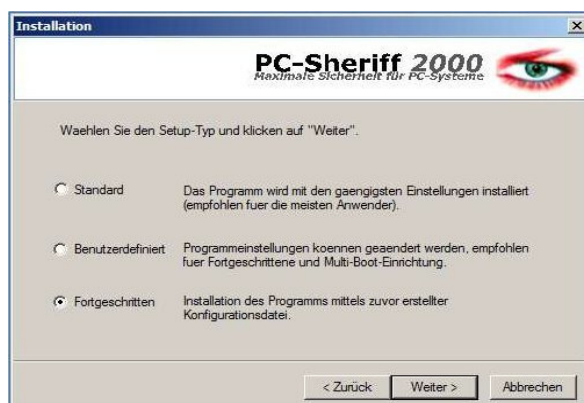 Installation
PC-Sheriff 2000
Maximale Sicherheit für PC-Systeme
Waehlen Sie den Setup-Typ und klicken auf "Weiter".
Standard
Das Programm wird mit den gaengigsten Einstellungen installiert
(empfohlen fuer die meisten Anwender).
Benutzerdefiniert
Programmeinstellungen koennen geaendert werden, empfohlen
fuer Fortgeschrittene und Multi-Boot-Einrichtung.
Fortgeschritten
Installation des Programms mittels zuvor erstellter
Konfigurationsdatei.
< Zurück
Weiter >
Abbrechen